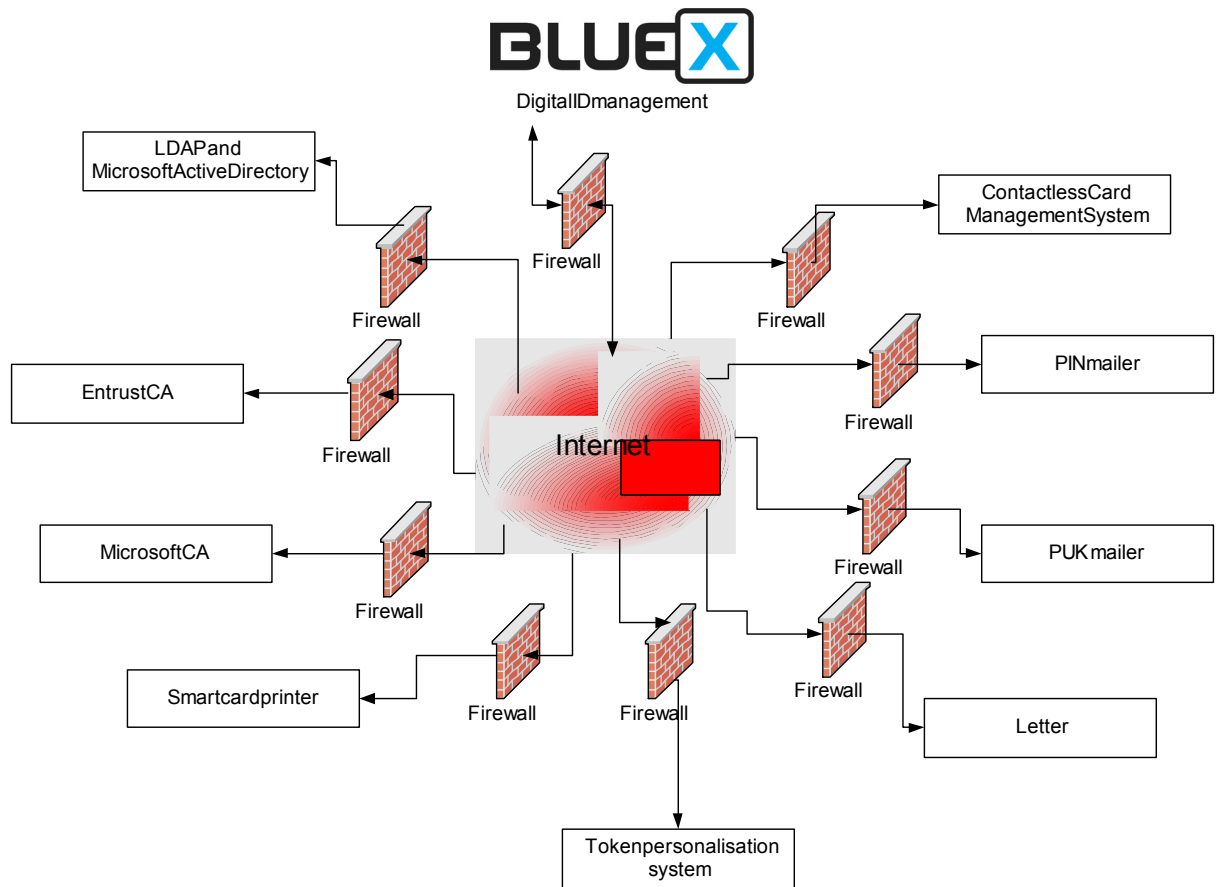 BLUEX
DigitalIDmanagement
LDAPand
MicrosoftActiveDirectory
ContactlessCard
ManagementSystem
Firewall
Firewall
Firewall
Firewall
EntrustCA
PINmailer
Firewall
Firewall
Internet
MicrosoftCA
PUKmailer
Firewall
Firewall
Smartcardprinter
Firewall
Firewall
Firewall
Letter
Tokenpersonalisation
system